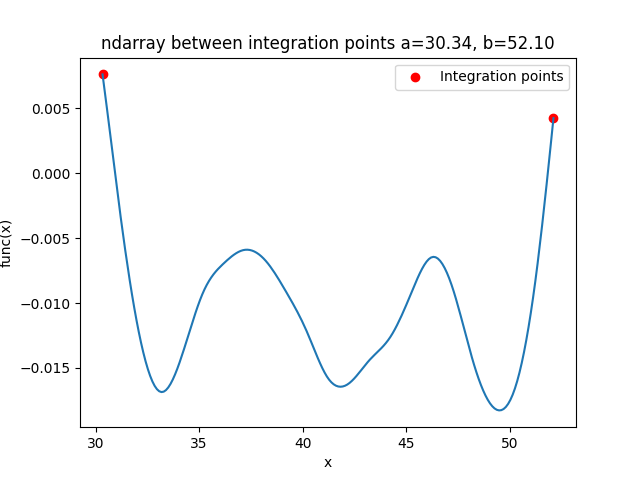 ndarray between integration points a=30.34, b=52.10
Integration points
0.005
0.000
−0.005
−0.010
−0.015
func(x)
30 35 40 45 50
x